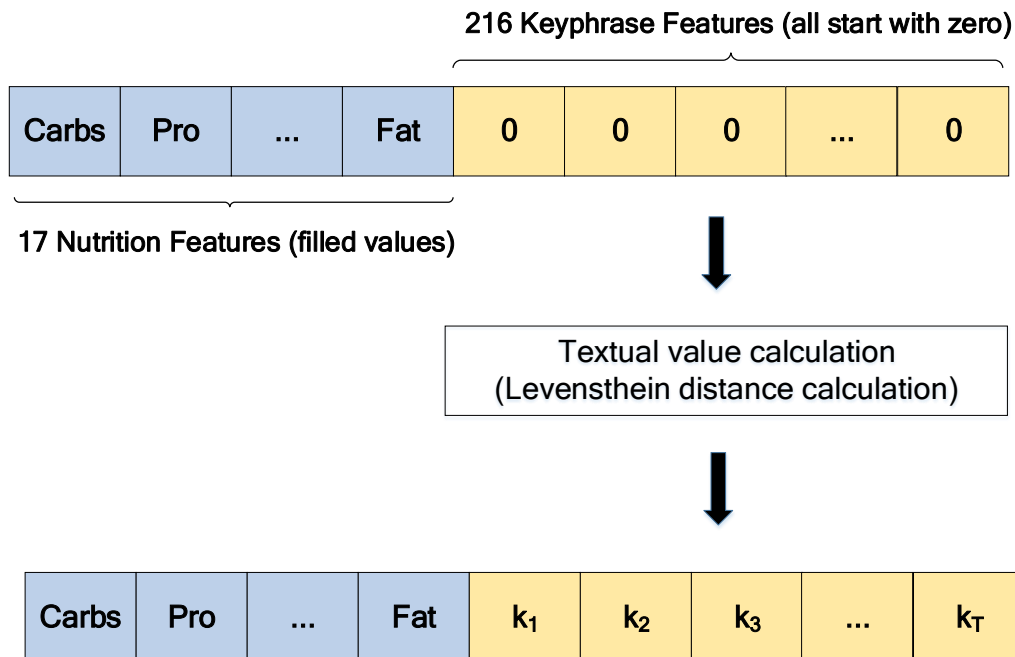 216 Keyphrase Features (all start with zero)
Carbs Pro ... Fat 0 0 0 ... 0
17 Nutrition Features (filled values)
Textual value calculation
(Levensthein distance calculation)
Carbs Pro ... Fat k₁ k₂ k₃ ... k_T